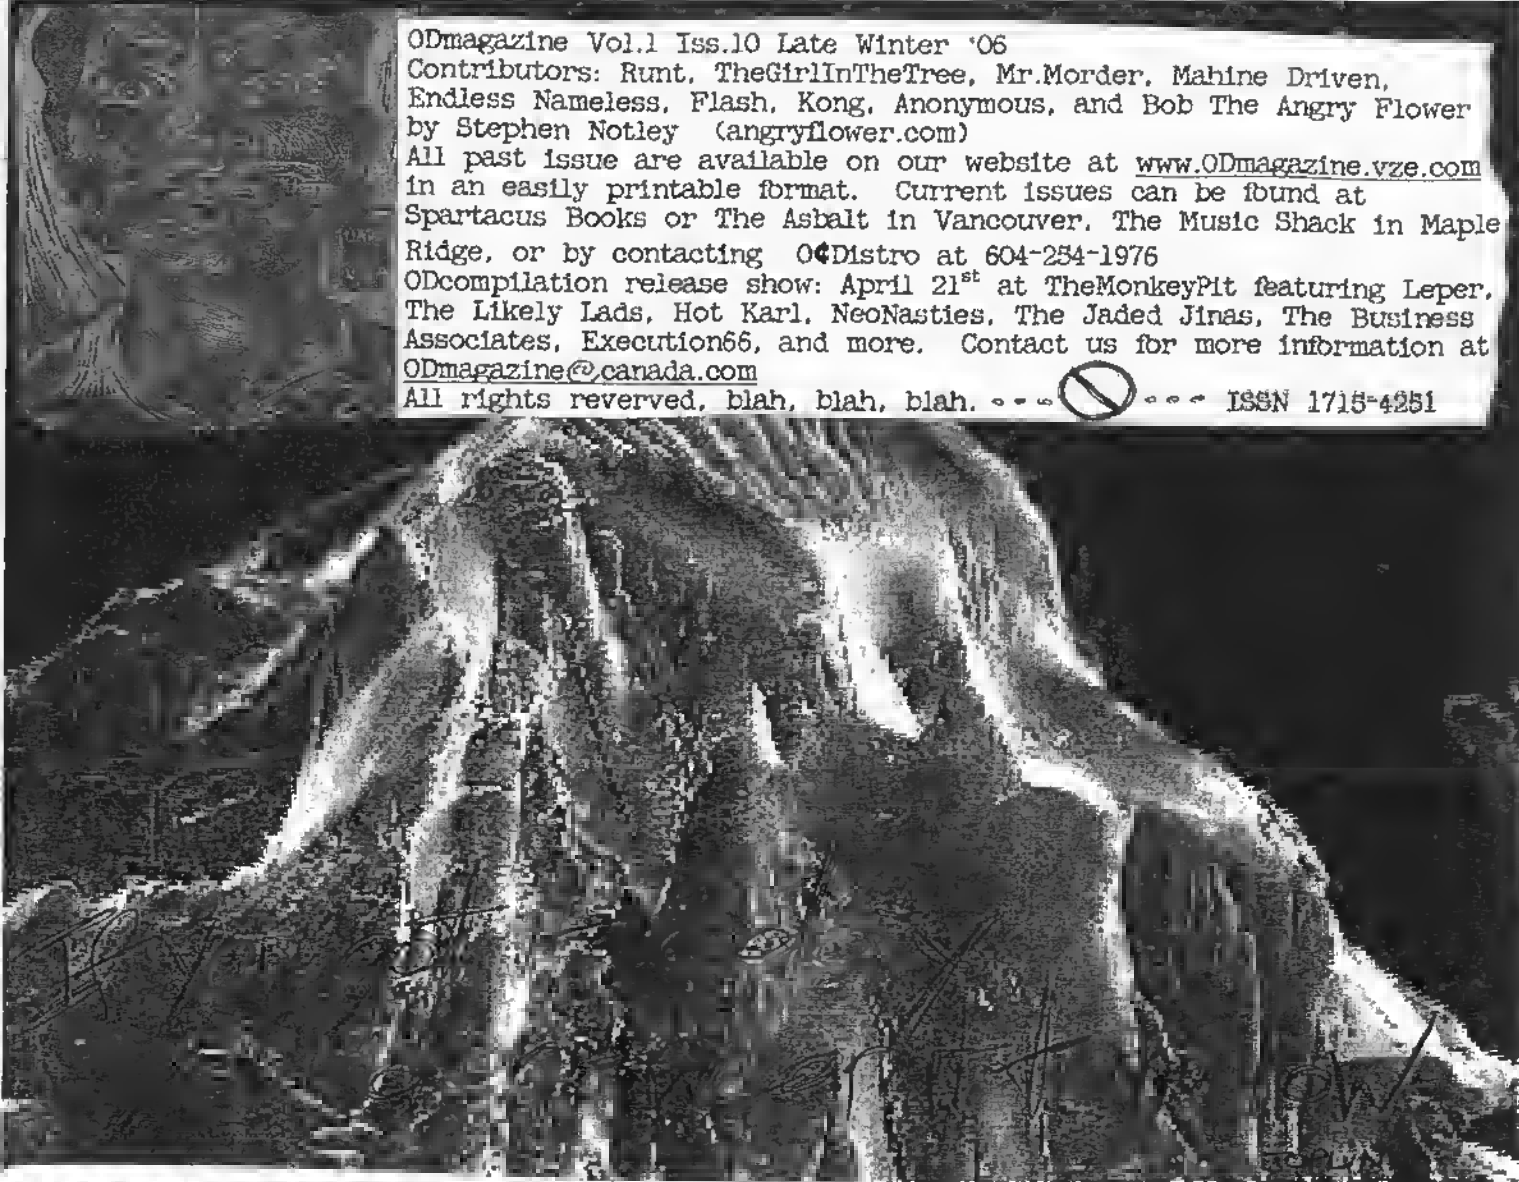 ODmagazine Vol.1 Iss.10 Late Winter '06
Contributors: Runt, TheGirlInTheTree, Mr.Morder, Mahine Driven,
Endless Nameless, Flash, Kong, Anonymous, and Bob The Angry Flower
by Stephen Notley (angryflower.com)
All past issue are available on our website at www.ODmagazine.vze.com
in an easily printable format. Current issues can be found at
Spartacus Books or The Asbalt in Vancouver, The Music Shack in Maple
Ridge, or by contacting O¢Distro at 604-254-1976
ODcompilation release show: April 21st at TheMonkeyPit featuring Leper,
The Likely Lads, Hot Karl, NeoNasties, The Jaded Jinas, The Business
Associates, Execution66, and more. Contact us for more information at
ODmagazine@canada.com
All rights reverved, blah, blah, blah. ISSN 1715-4251